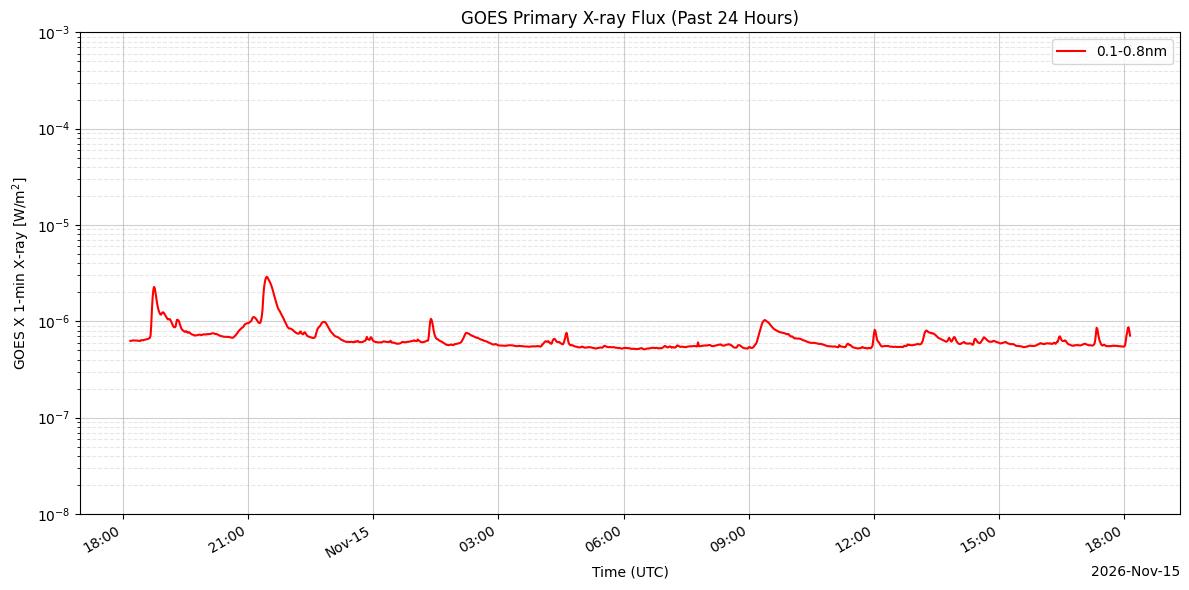 GOES Primary X-ray Flux (Past 24 Hours)
0.1-0.8nm
GOES X 1-min X-ray [W/m²]
10⁻³
10⁻⁴
10⁻⁵
10⁻⁶
10⁻⁷
10⁻⁸
18:00
21:00
Nov-15
03:00
06:00
09:00
12:00
15:00
18:00
Time (UTC)
2026-Nov-15